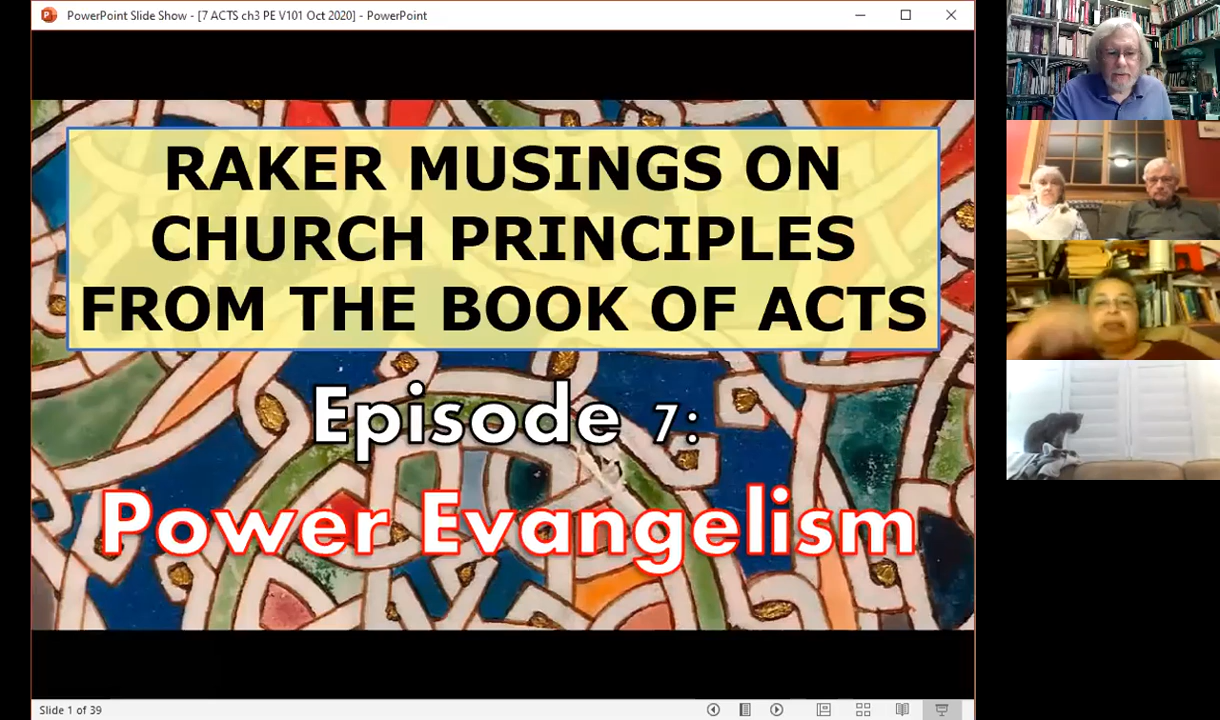 PowerPoint Slide Show - [7 ACTS ch3 PE V101 Oct 2020] - PowerPoint
RAKER MUSINGS ON
CHURCH PRINCIPLES
FROM THE BOOK OF ACTS
Episode 7:
Power Evangelism
Slide 1 of 39